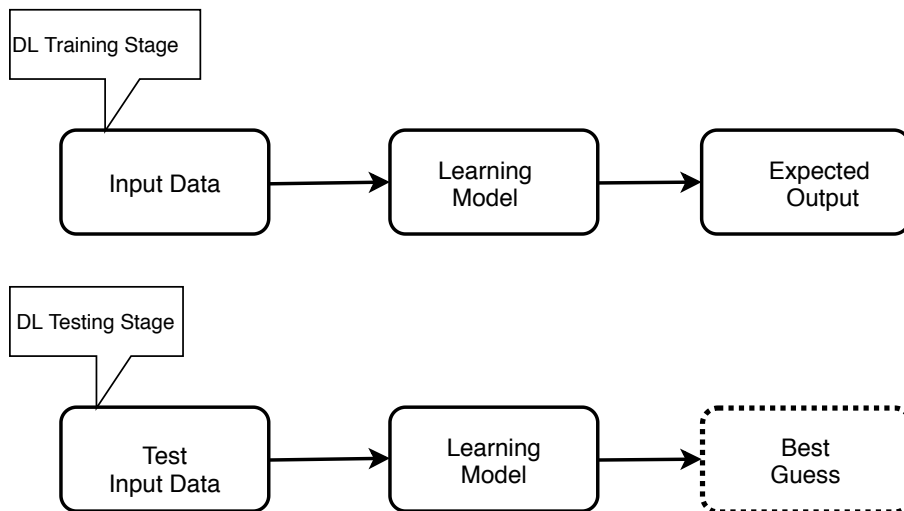 DL Training Stage
Input Data
Learning
Model
Expected
Output
DL Testing Stage
Test
Input Data
Learning
Model
Best
Guess